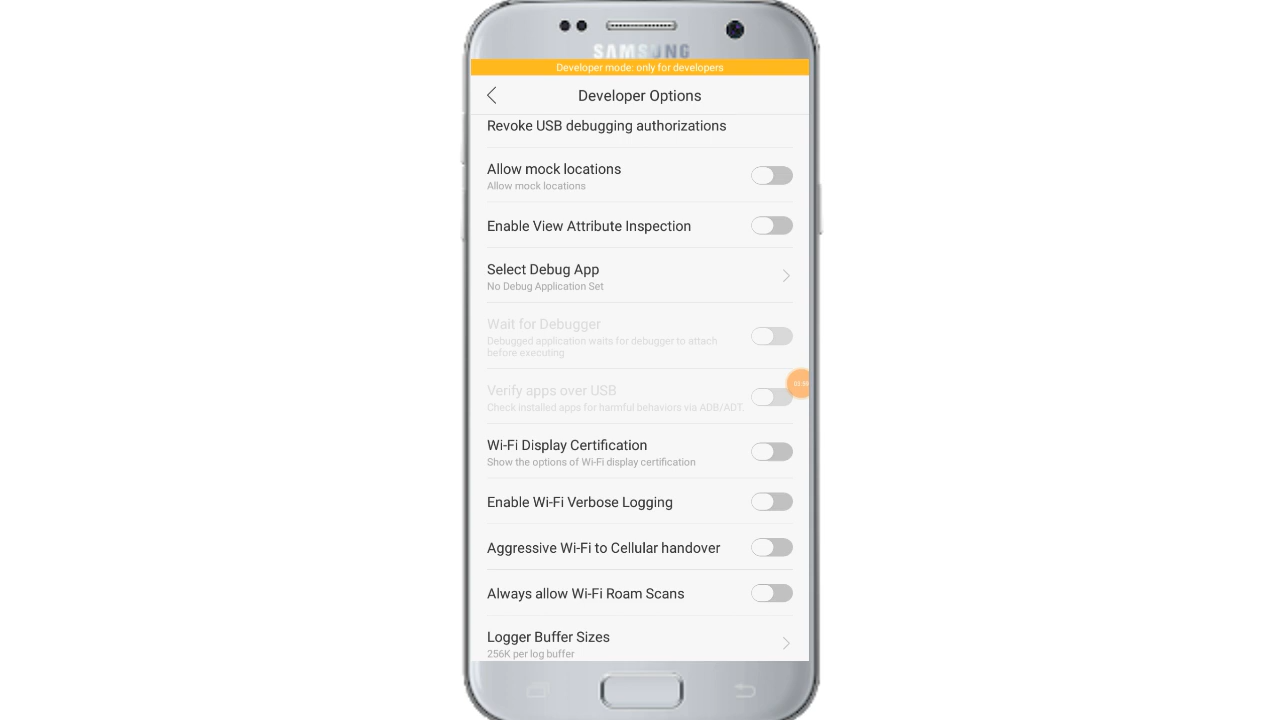 SAMSUNG
Developer mode: only for developers
Developer Options
Revoke USB debugging authorizations
Allow mock locations
Allow mock locations
Enable View Attribute Inspection
Select Debug App
No Debug Application Set
Wait for Debugger
Debugged application waits for debugger to attach
before executing
Verify apps over USB
Check installed apps for harmful behaviors via ADB/ADT.
Wi-Fi Display Certification
Show the options of Wi-Fi display certification
Enable Wi-Fi Verbose Logging
Aggressive Wi-Fi to Cellular handover
Always allow Wi-Fi Roam Scans
Logger Buffer Sizes
256K per log buffer